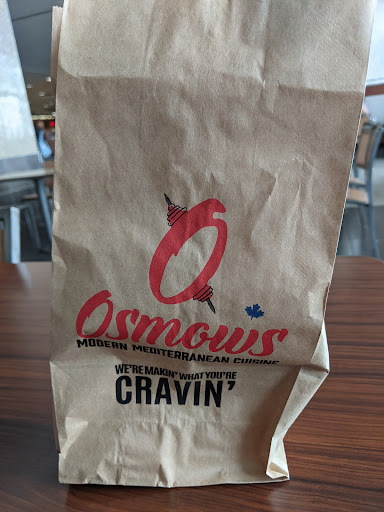 Osmows
MODERN MEDITERRANEAN CUISINE
WE'RE MAKIN' WHAT YOU'RE
CRAVIN'